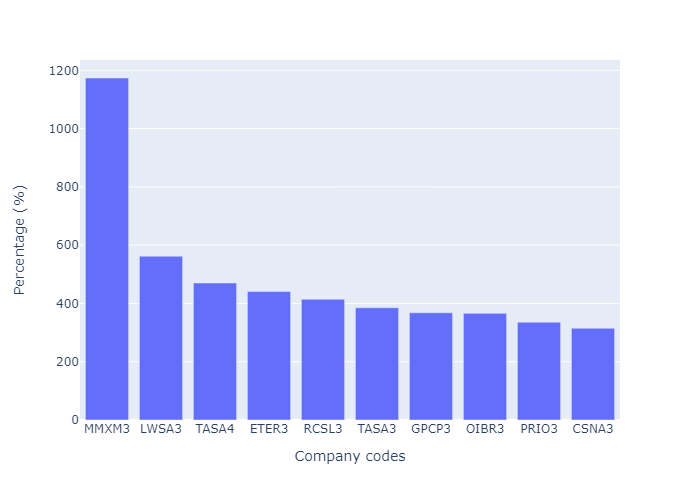 Percentage (%)
1200
1000
800
600
400
200
0
MMXM3 LWSA3 TASA4 ETER3 RCSL3 TASA3 GPCP3 OIBR3 PRIO3 CSNA3
Company codes